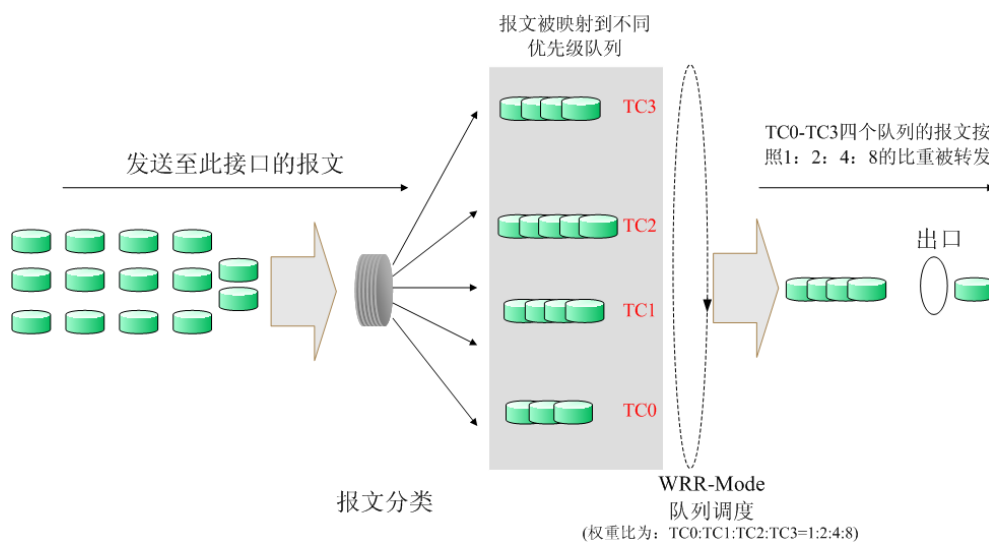 报文被映射到不同
优先级队列
TC3
TC0-TC3四个队列的报文按
照1：2：4：8的比重被转发
发送至此接口的报文
TC2
出口
TC1
TC0
报文分类
WRR-Mode
队列调度
(权重比为：TC0:TC1:TC2:TC3=1:2:4:8)